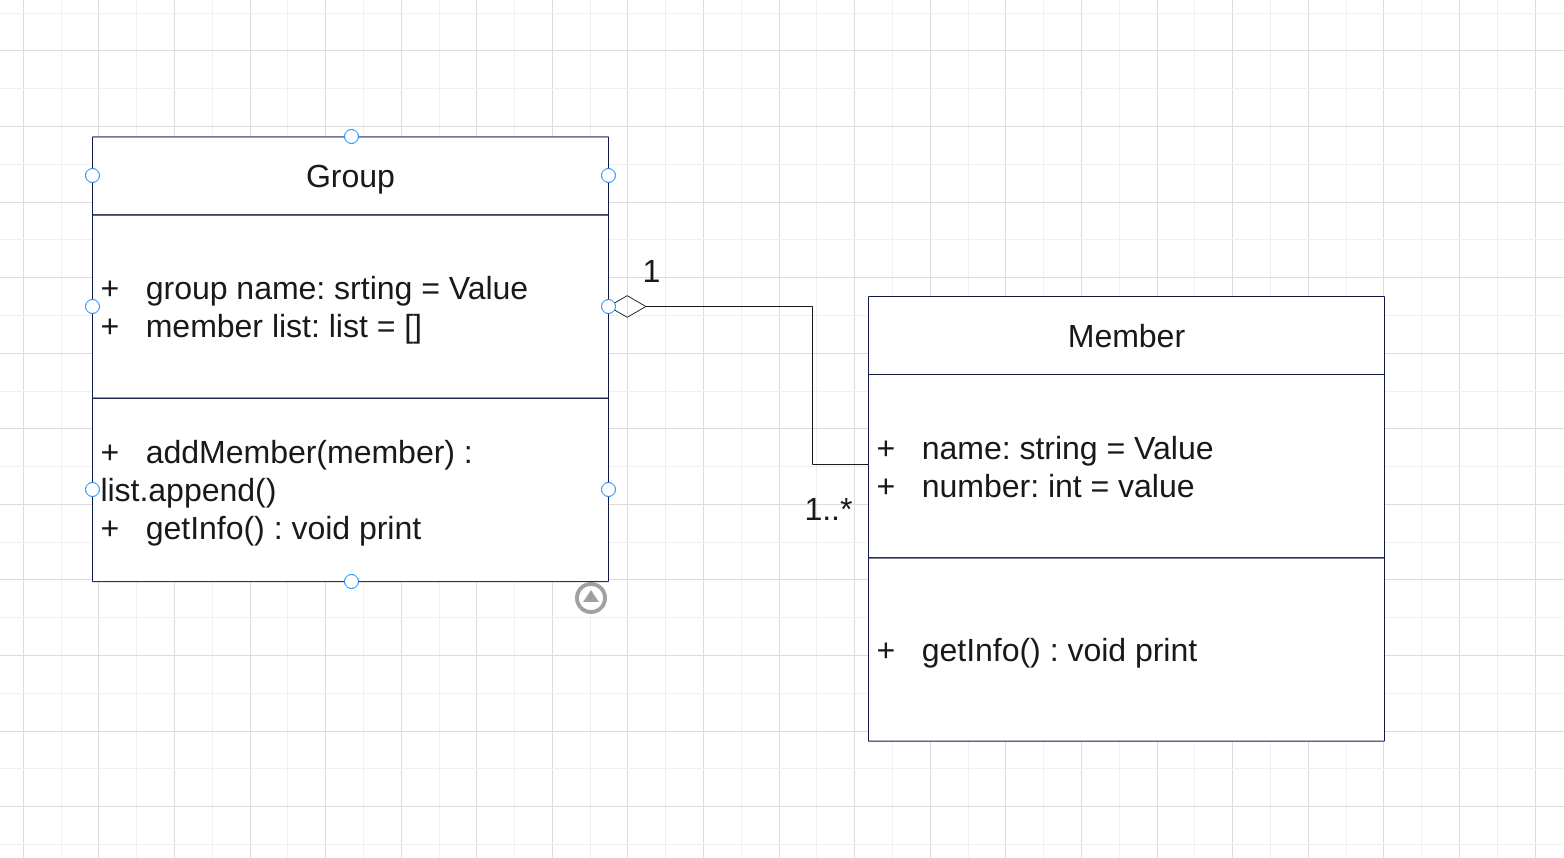 Group
+ group name: srting = Value
+ member list: list = []
+ addMember(member) :
list.append()
+ getInfo() : void print
1
1..*
Member
+ name: string = Value
+ number: int = value
+ getInfo() : void print